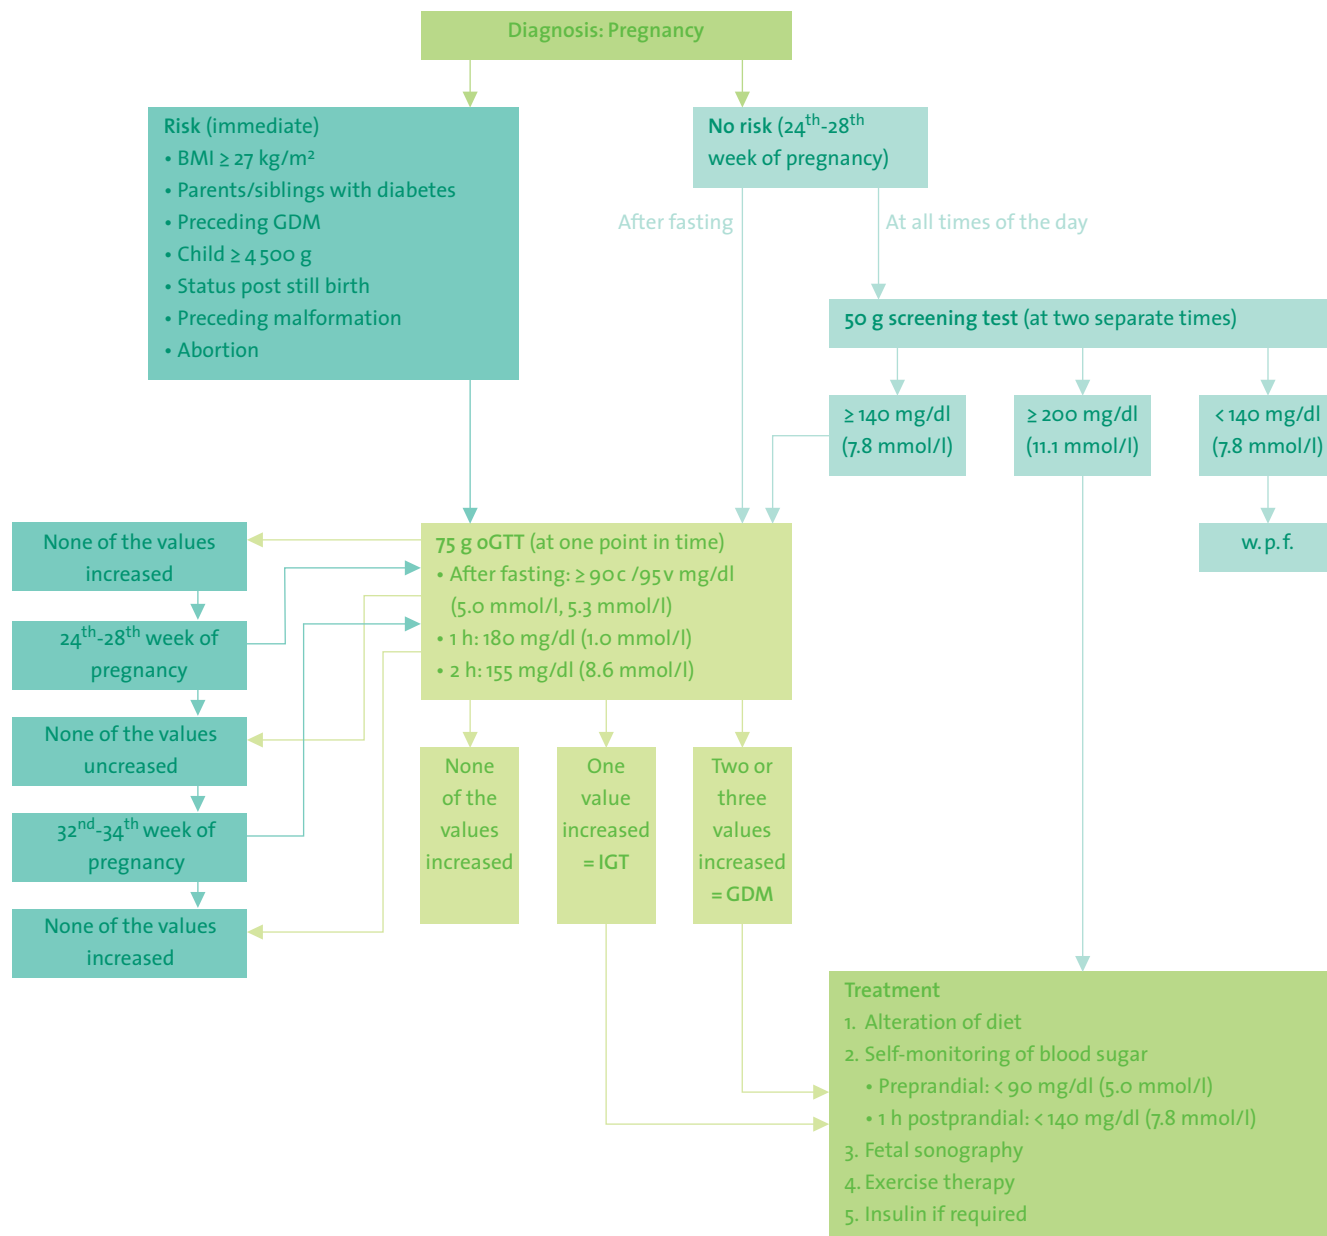 Diagnosis: Pregnancy
Risk (immediate)
• BMI ≥ 27 kg/m²
• Parents/siblings with diabetes
• Preceding GDM
• Child ≥ 4 500 g
• Status post still birth
• Preceding malformation
• Abortion
No risk (24th-28th
week of pregnancy)
After fasting
At all times of the day
50 g screening test (at two separate times)
≥ 140 mg/dl
(7.8 mmol/l)
≥ 200 mg/dl
(11.1 mmol/l)
< 140 mg/dl
(7.8 mmol/l)
w. p. f.
None of the values
increased
24th-28th week of
pregnancy
None of the values
uncreased
32nd-34th week of
pregnancy
None of the values
increased
75 g oGTT (at one point in time)
• After fasting: ≥ 90 c /95 v mg/dl
(5.0 mmol/l, 5.3 mmol/l)
• 1 h: 180 mg/dl (1.0 mmol/l)
• 2 h: 155 mg/dl (8.6 mmol/l)
None
of the
values
increased
One
value
increased
= IGT
Two or
three
values
increased
= GDM
Treatment
1. Alteration of diet
2. Self-monitoring of blood sugar
• Preprandial: < 90 mg/dl (5.0 mmol/l)
• 1 h postprandial: < 140 mg/dl (7.8 mmol/l)
3. Fetal sonography
4. Exercise therapy
5. Insulin if required